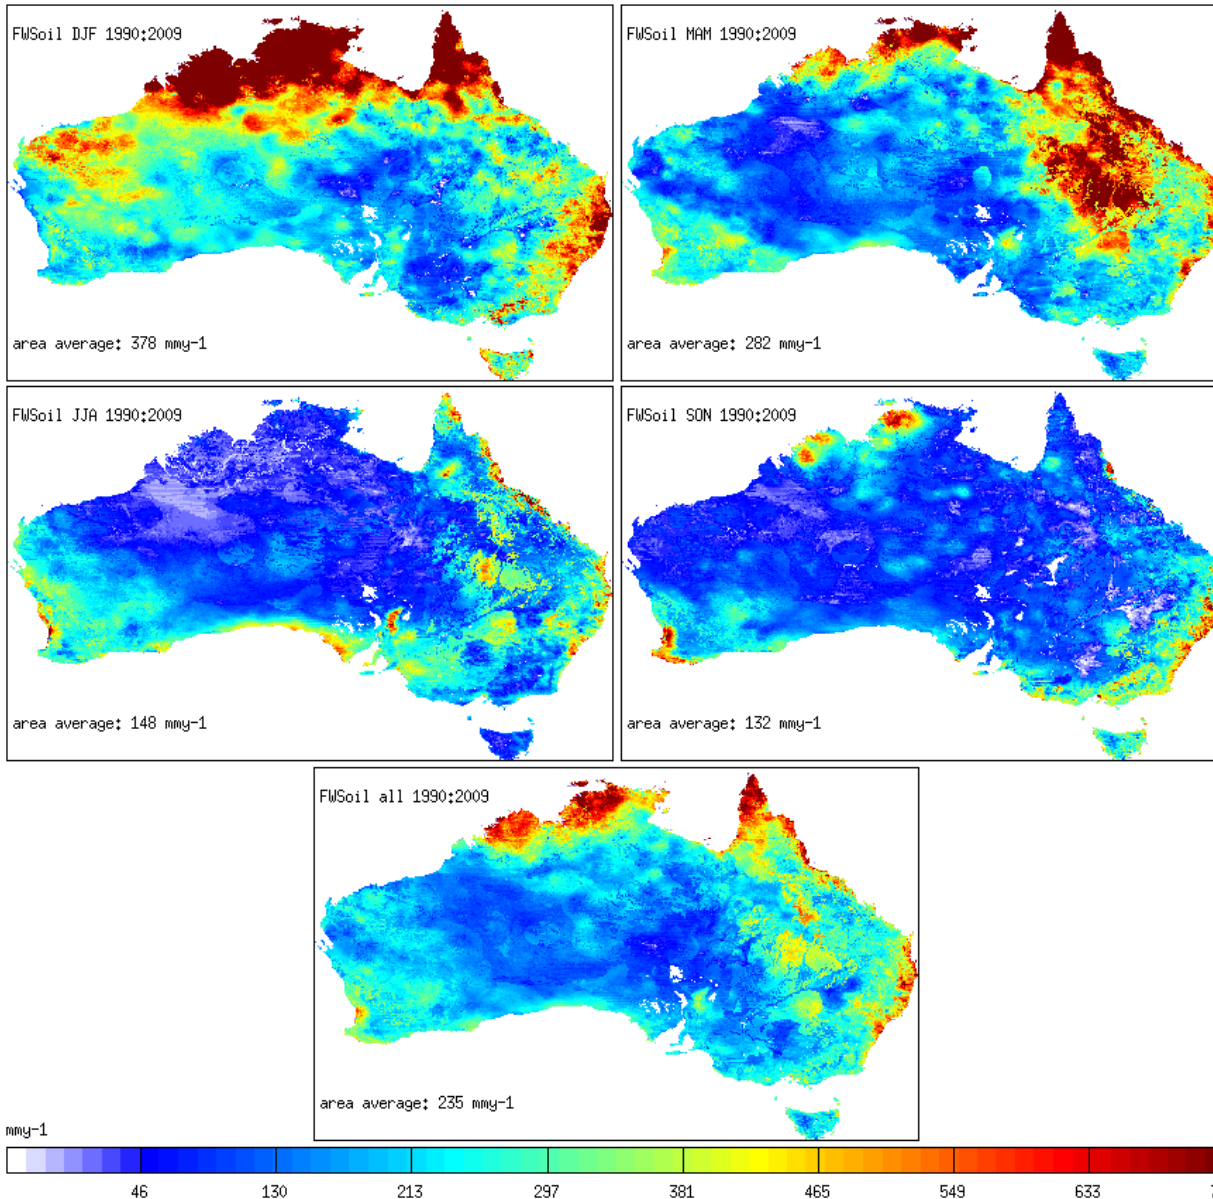 FWSoil DJF 1990:2009
area average: 378 mmy-1
FWSoil MAM 1990:2009
area average: 282 mmy-1
FWSoil JJA 1990:2009
area average: 148 mmy-1
FWSoil SON 1990:2009
area average: 132 mmy-1
FWSoil all 1990:2009
area average: 235 mmy-1
mmy-1
46 130 213 297 381 465 549 633